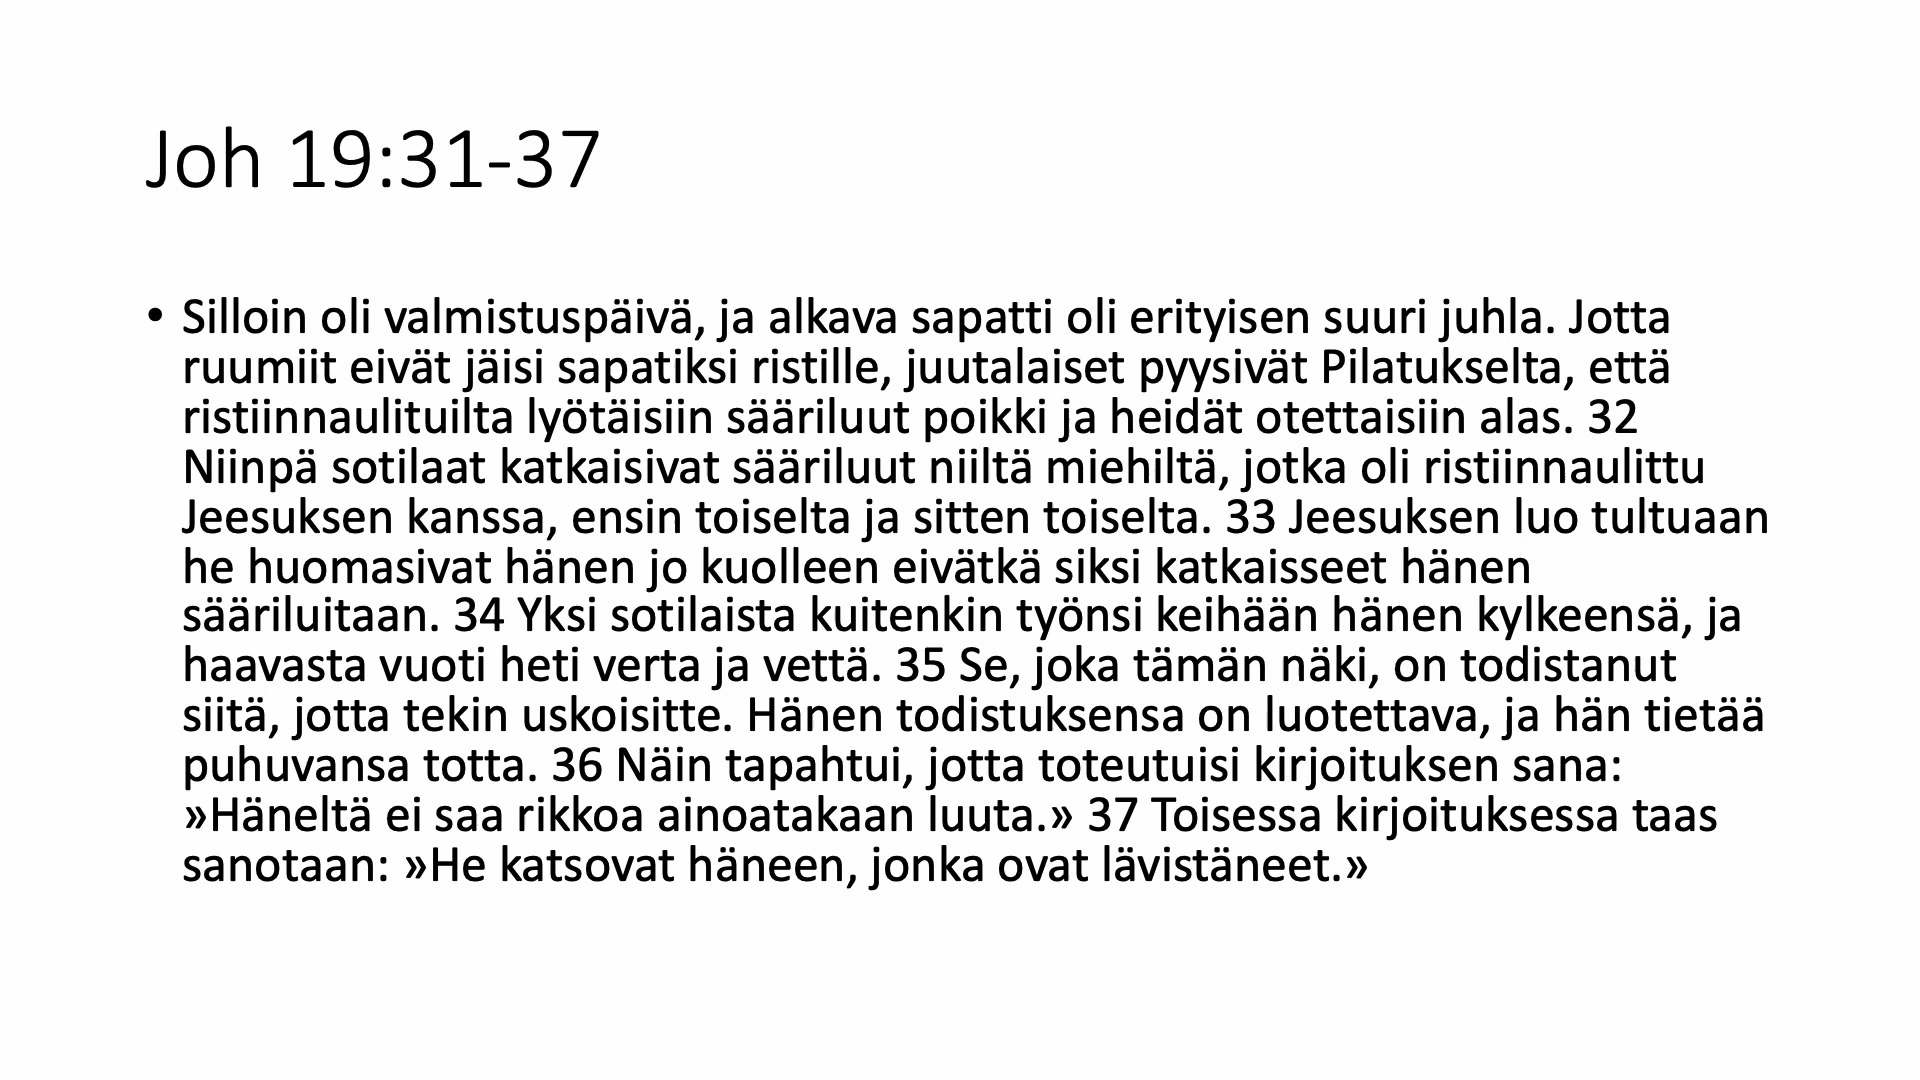 Joh 19:31-37
• Silloin oli valmistuspäivä, ja alkava sapatti oli erityisen suuri juhla. Jotta
ruumiit eivät jäisi sapatiksi ristille, juutalaiset pyysivät Pilatukselta, että
ristiinnaulituilta lyötäisiin sääriluut poikki ja heidät otettaisiin alas. 32
Niinpä sotilaat katkaisivat sääriluut niiltä miehiltä, jotka oli ristiinnaulittu
Jeesuksen kanssa, ensin toiselta ja sitten toiselta. 33 Jeesuksen luo tultuaan
he huomasivat hänen jo kuolleen eivätkä siksi katkaisseet hänen
sääriluitaan. 34 Yksi sotilaista kuitenkin työnsi keihään hänen kylkeensä, ja
haavasta vuoti heti verta ja vettä. 35 Se, joka tämän näki, on todistanut
siitä, jotta tekin uskoisitte. Hänen todistuksensa on luotettava, ja hän tietää
puhuvansa totta. 36 Näin tapahtui, jotta toteutuisi kirjoituksen sana:
»Häneltä ei saa rikkoa ainoatakaan luuta.» 37 Toisessa kirjoituksessa taas
sanotaan: »He katsovat häneen, jonka ovat lävistäneet.»